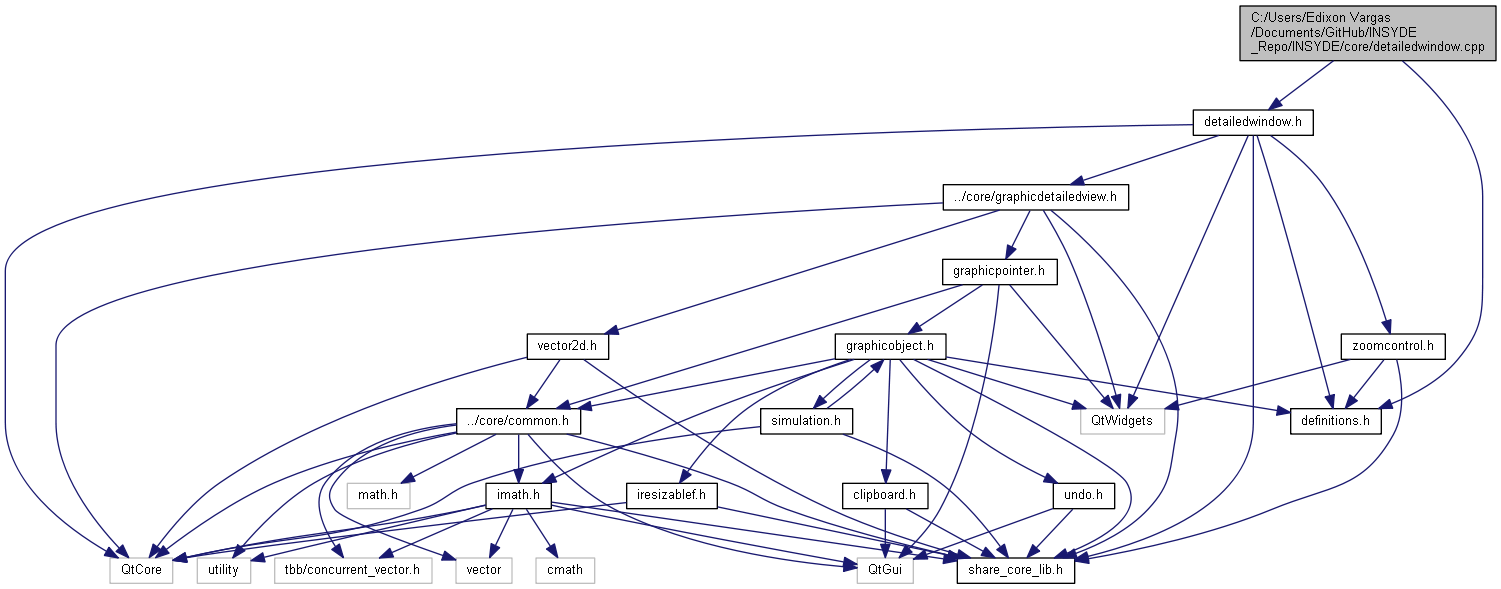 C:/Users/Edixon Vargas
/Documents/GitHub/INSYDE
_Repo/INSYDE/core/detailedwindow.cpp
detailedwindow.h
../core/graphicdetailedview.h
graphicpointer.h
vector2d.h
graphicobject.h
zoomcontrol.h
../core/common.h
simulation.h
QtWidgets
definitions.h
math.h
imath.h
iresizablef.h
clipboard.h
undo.h
QtCore
utility
tbb/concurrent_vector.h
vector
cmath
QtGui
share_core_lib.h